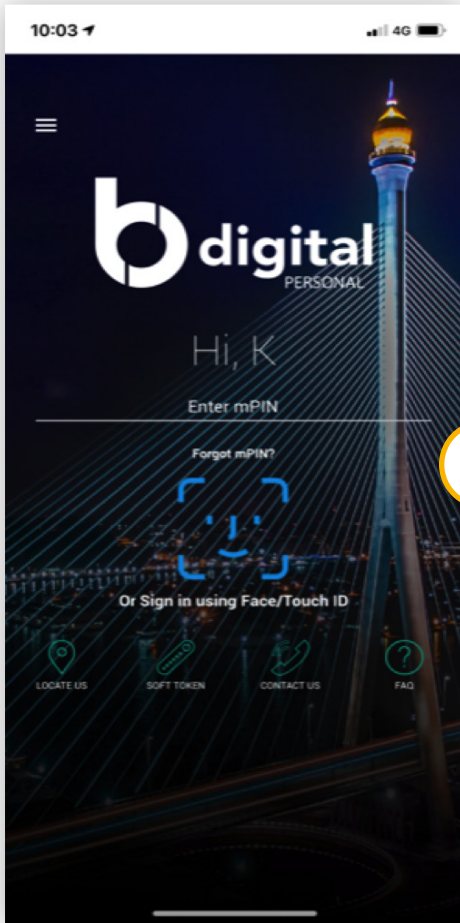 10:03
4G
b digital
PERSONAL
Hi, K
Enter mPIN
Forgot mPIN?
Or Sign in using Face/Touch ID
LOCATE US SOFT TOKEN CONTACT US FAQ